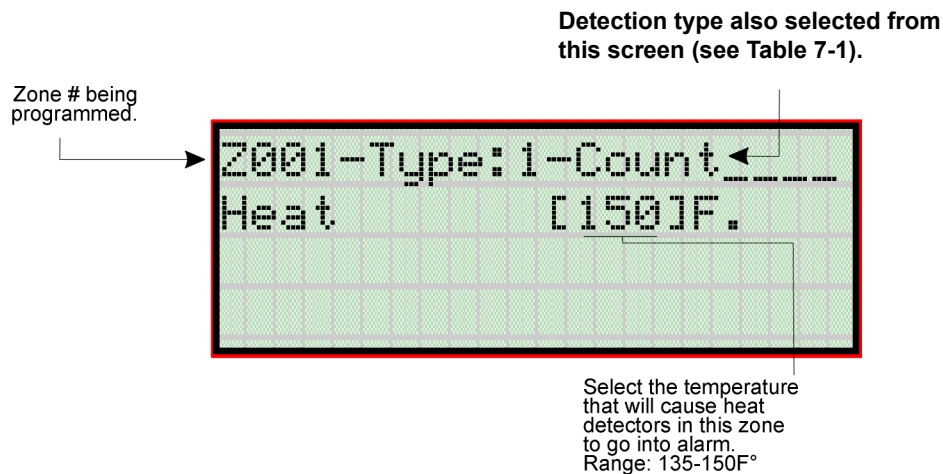 Detection type also selected from
this screen (see Table 7-1).
Zone # being
programmed.
Z001-Type:1-Count____
Heat [150]F.
Select the temperature
that will cause heat
detectors in this zone
to go into alarm.
Range: 135-150F°